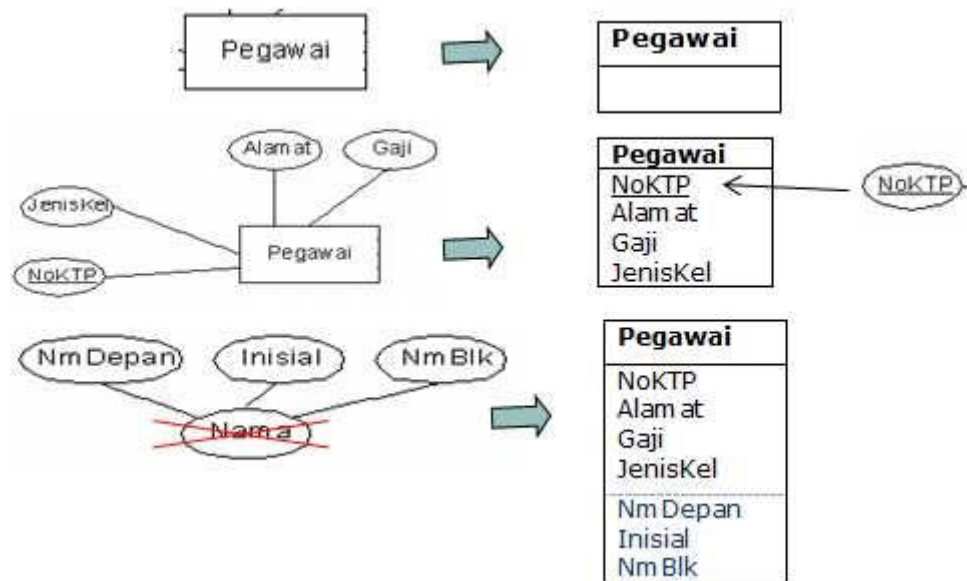 Pegawai
Pegawai
Alamat
Gaji
JenisKel
NoKTP
Pegawai
Pegawai
NoKTP
Alamat
Gaji
JenisKel
NoKTP
NmDepan
Inisial
NmBlk
Nama
Pegawai
NoKTP
Alamat
Gaji
JenisKel
NmDepan
Inisial
NmBlk